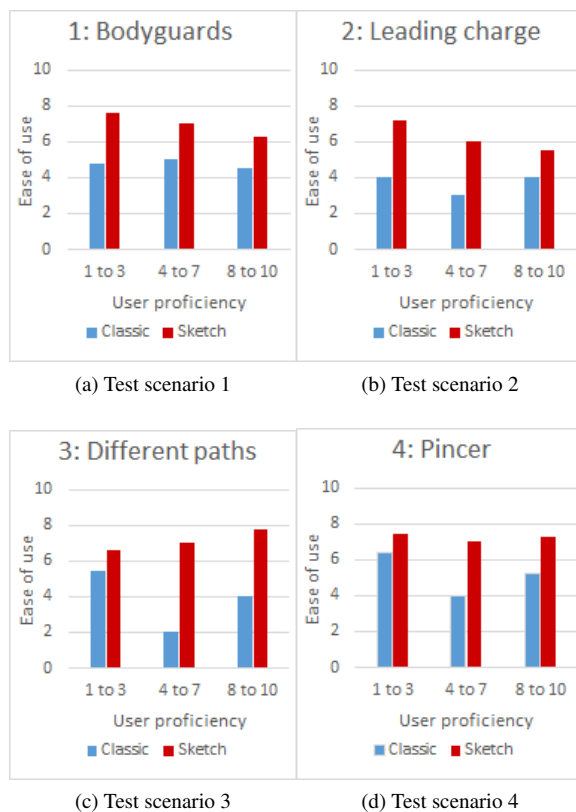 1: Bodyguards
10
8
6
4
2
0
Ease of use
1 to 3 4 to 7 8 to 10
User proficiency
Classic Sketch
(a) Test scenario 1
2: Leading charge
10
8
6
4
2
0
Ease of use
1 to 3 4 to 7 8 to 10
User proficiency
Classic Sketch
(b) Test scenario 2
3: Different paths
10
8
6
4
2
0
Ease of use
1 to 3 4 to 7 8 to 10
User proficiency
Classic Sketch
(c) Test scenario 3
4: Pincer
10
8
6
4
2
0
Ease of use
1 to 3 4 to 7 8 to 10
User proficiency
Classic Sketch
(d) Test scenario 4